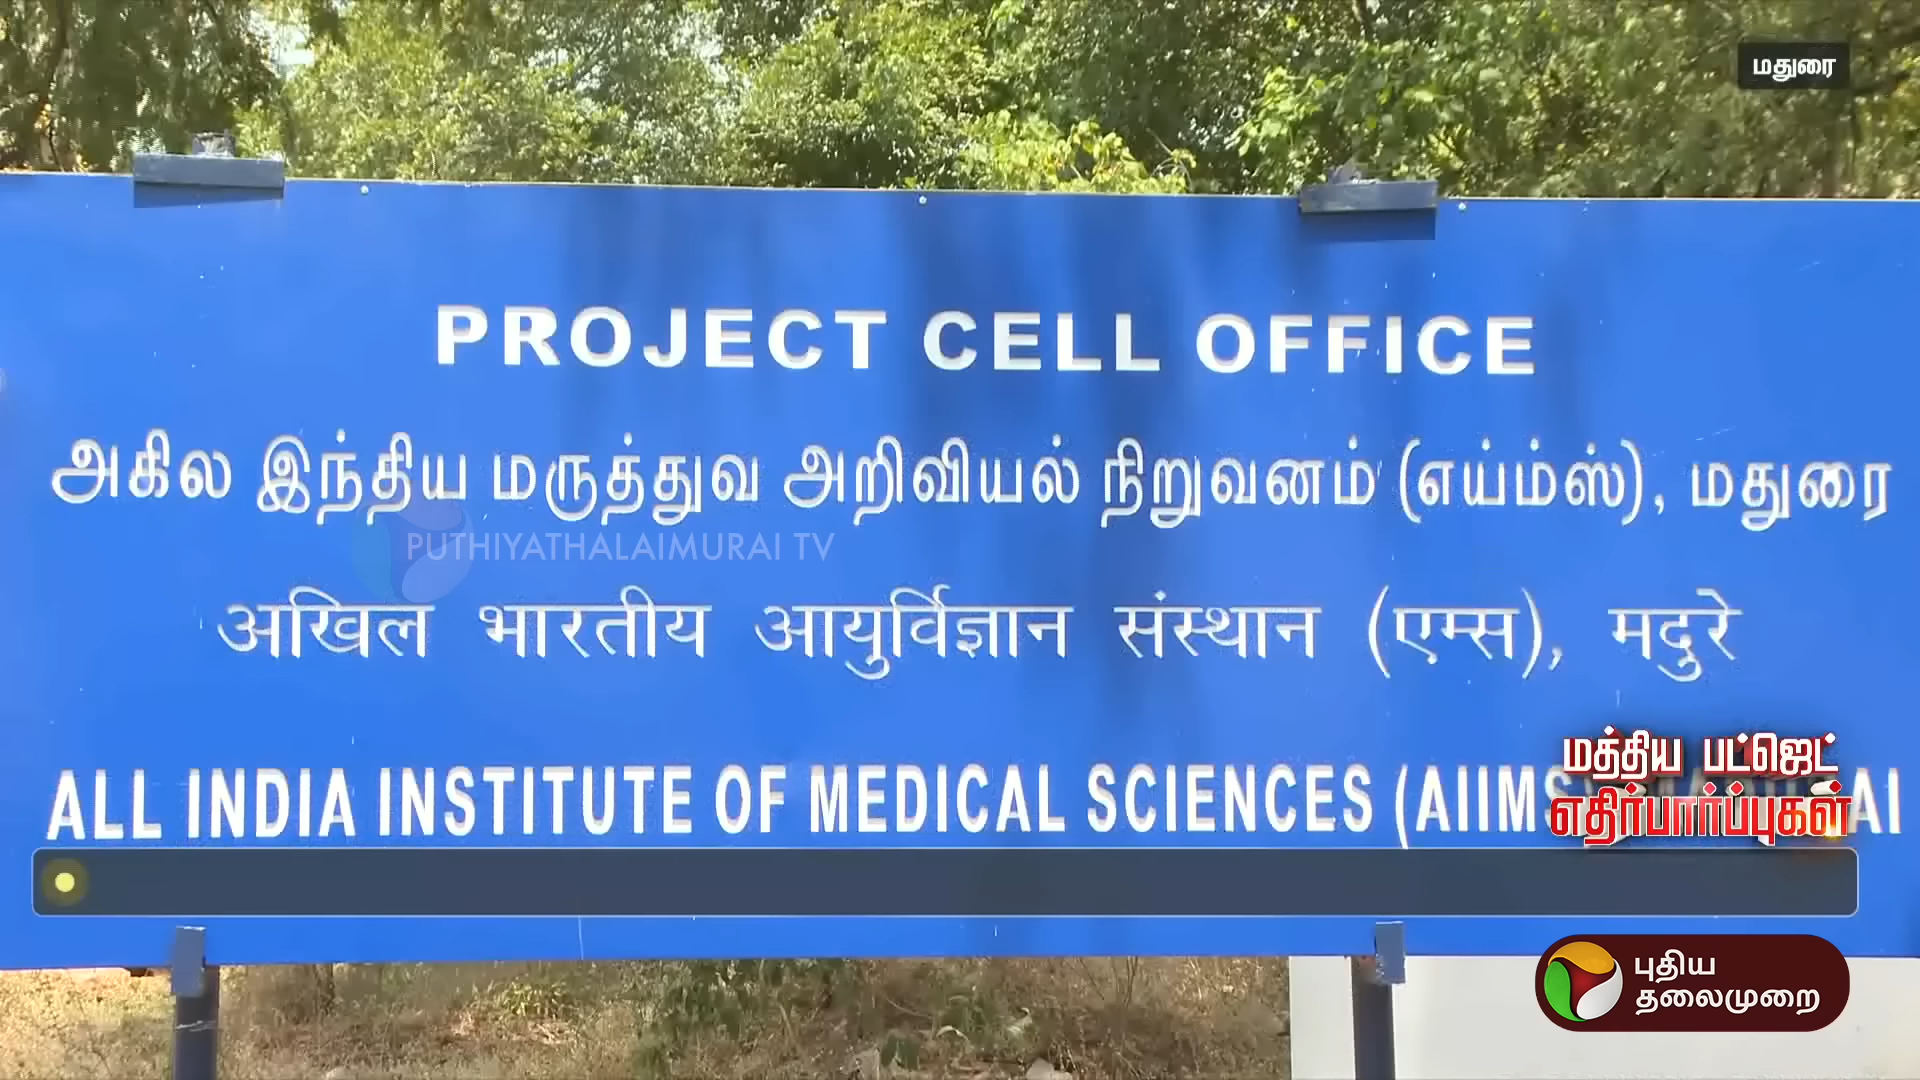 மதுரை
PROJECT CELL OFFICE
அகில இந்திய மருத்துவ அறிவியல் நிறுவனம் (எய்ம்ஸ்), மதுரை
PUTHIYATHALAIMURAI TV
अखिल भारतीय आयुर्विज्ञान संस्थान (एम्स), मदुरे
மத்திய பட்ஜெட்
எதிர்பார்ப்புகள்
ALL INDIA INSTITUTE OF MEDICAL SCIENCES (AIIMS)
புதிய
தலைமுறை